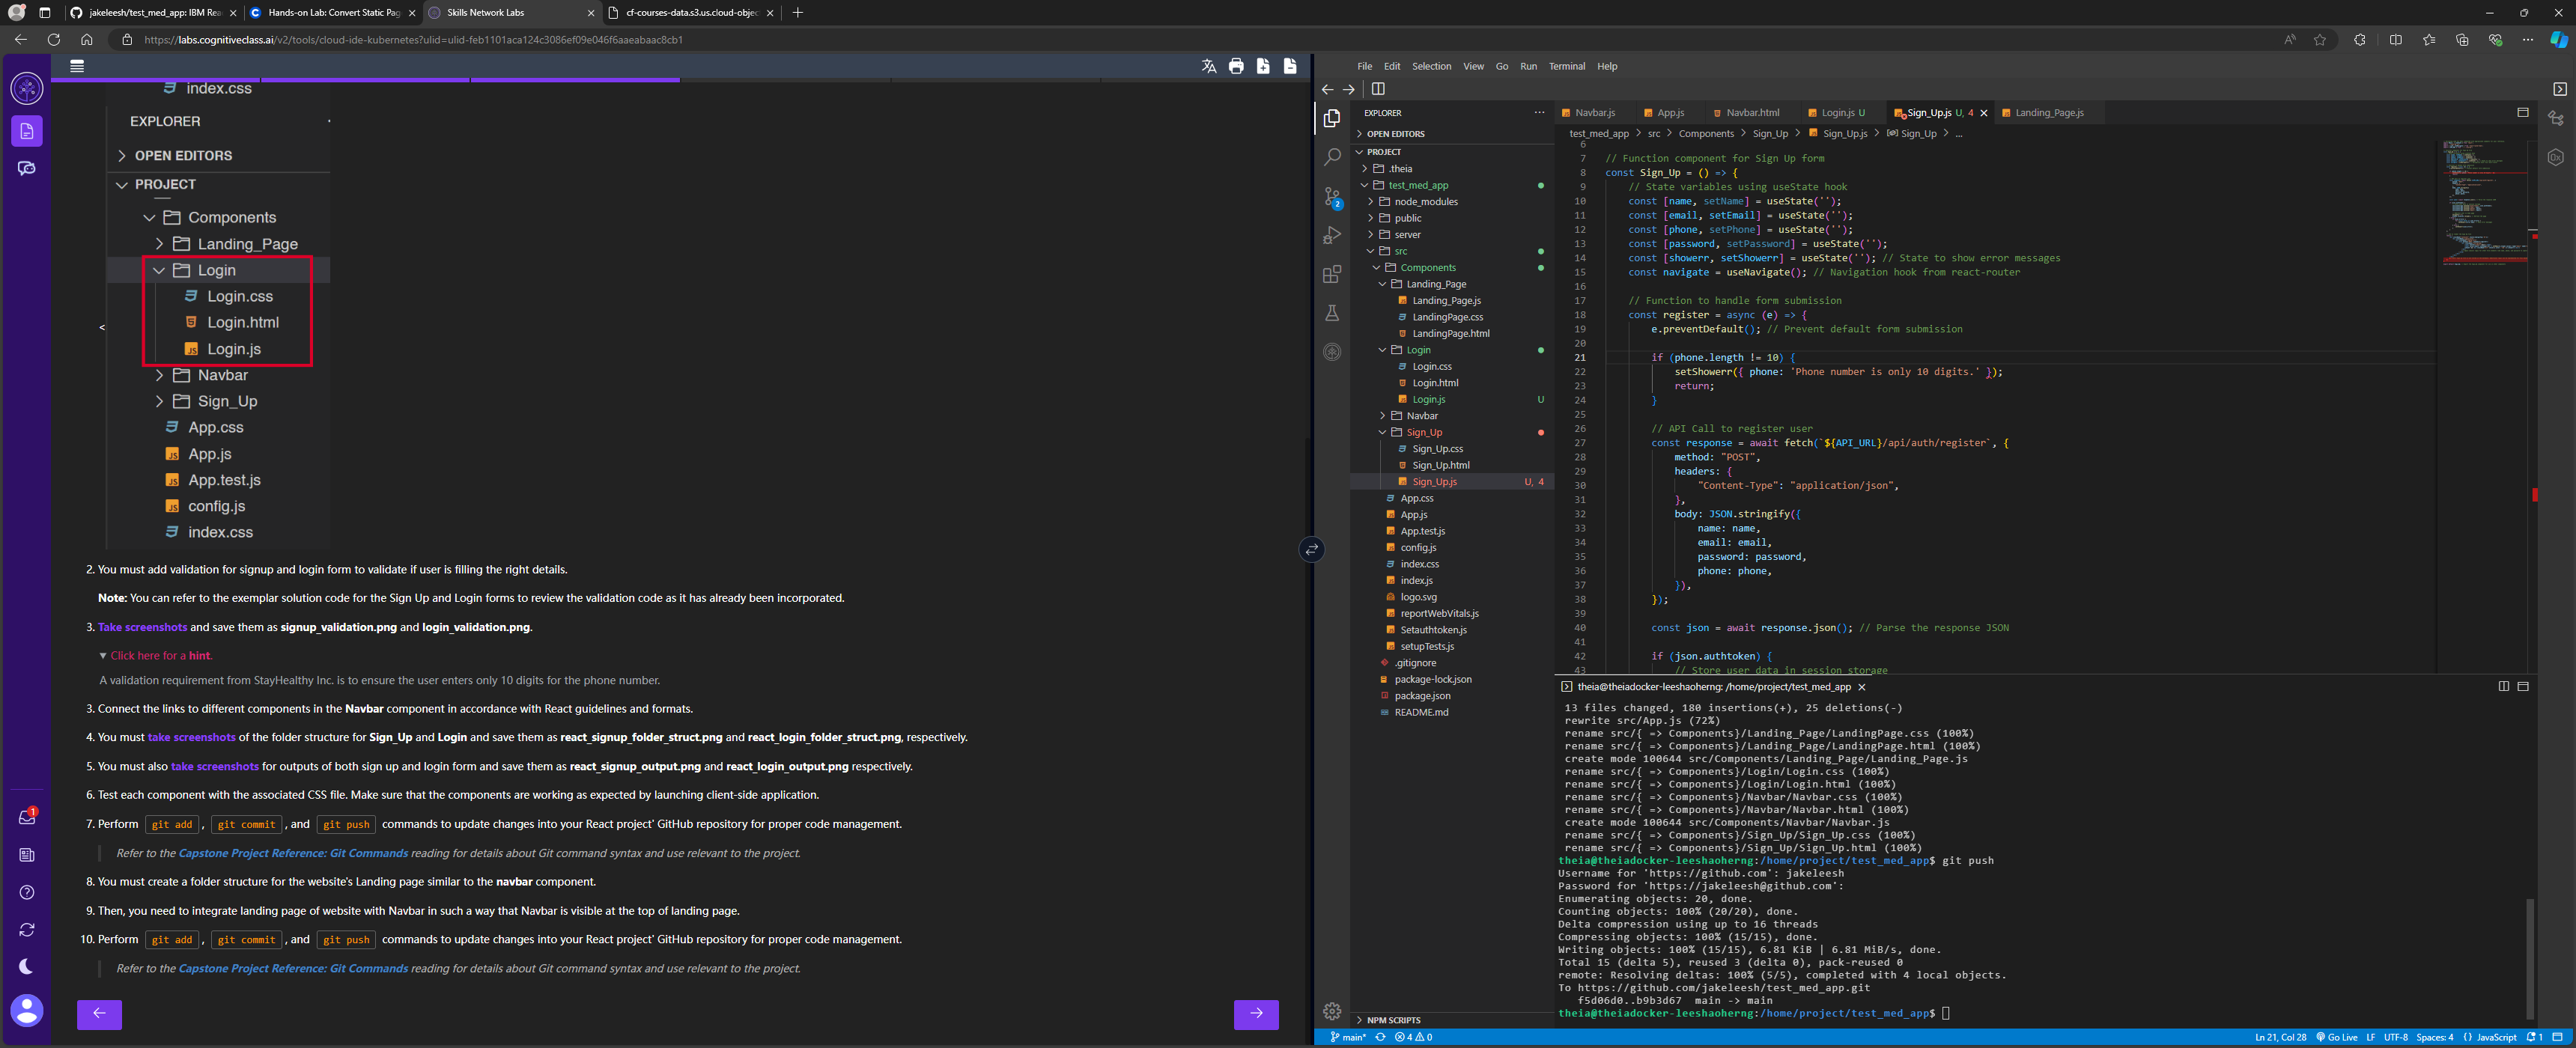 jakeleesh/test_med_app: IBM Rea
Hands-on Lab: Convert Static Pag
Skills Network Labs
cf-courses-data.s3.us.cloud-objec
https://labs.cognitiveclass.ai/v2/tools/cloud-ide-kubernetes?ulid=ulid-feb1101aca124c3086ef09e046f6aaeabaac8cb1
index.css
EXPLORER
OPEN EDITORS
PROJECT
Components
Landing_Page
Login
Login.css
Login.html
Login.js
Navbar
Sign_Up
App.css
App.js
App.test.js
config.js
index.css
2. You must add validation for signup and login form to validate if user is filling the right details.
Note: You can refer to the exemplar solution code for the Sign Up and Login forms to review the validation code as it has already been incorporated.
3. Take screenshots and save them as signup_validation.png and login_validation.png.
Click here for a hint.
A validation requirement from StayHealthy Inc. is to ensure the user enters only 10 digits for the phone number.
3. Connect the links to different components in the Navbar component in accordance with React guidelines and formats.
4. You must take screenshots of the folder structure for Sign_Up and Login and save them as react_signup_folder_struct.png and react_login_folder_struct.png, respectively.
5. You must also take screenshots for outputs of both sign up and login form and save them as react_signup_output.png and react_login_output.png respectively.
6. Test each component with the associated CSS file. Make sure that the components are working as expected by launching client-side application.
7. Perform git add , git commit , and git push commands to update changes into your React project' GitHub repository for proper code management.
Refer to the Capstone Project Reference: Git Commands reading for details about Git command syntax and use relevant to the project.
8. You must create a folder structure for the website's Landing page similar to the navbar component.
9. Then, you need to integrate landing page of website with Navbar in such a way that Navbar is visible at the top of landing page.
10. Perform git add , git commit , and git push commands to update changes into your React project' GitHub repository for proper code management.
Refer to the Capstone Project Reference: Git Commands reading for details about Git command syntax and use relevant to the project.
1
File Edit Selection View Go Run Terminal Help
EXPLORER
OPEN EDITORS
PROJECT
.theia
test_med_app
node_modules
public
server
src
Components
Landing_Page
Landing_Page.js
LandingPage.css
LandingPage.html
Login
Login.css
Login.html
Login.js U
Navbar
Sign_Up
Sign_Up.css
Sign_Up.html
Sign_Up.js U, 4
App.css
App.js
App.test.js
config.js
index.css
index.js
logo.svg
reportWebVitals.js
Setauthtoken.js
setupTests.js
.gitignore
package-lock.json
package.json
README.md
NPM SCRIPTS
2
Navbar.js App.js Navbar.html Login.js U Sign_Up.js U, 4 Landing_Page.js
test_med_app > src > Components > Sign_Up > Sign_Up.js > Sign_Up > ...
6
7 // Function component for Sign Up form
8 const Sign_Up = () => {
9 // State variables using useState hook
10 const [name, setName] = useState('');
11 const [email, setEmail] = useState('');
12 const [phone, setPhone] = useState('');
13 const [password, setPassword] = useState('');
14 const [showerr, setShowerr] = useState(''); // State to show error messages
15 const navigate = useNavigate(); // Navigation hook from react-router
16
17 // Function to handle form submission
18 const register = async (e) => {
19 e.preventDefault(); // Prevent default form submission
20
21 if (phone.length != 10) {
22 setShowerr({ phone: 'Phone number is only 10 digits.' });
23 return;
24 }
25
26 // API Call to register user
27 const response = await fetch(`${API_URL}/api/auth/register`, {
28 method: "POST",
29 headers: {
30 "Content-Type": "application/json",
31 },
32 body: JSON.stringify({
33 name: name,
34 email: email,
35 password: password,
36 phone: phone,
37 }),
38 });
39
40 const json = await response.json(); // Parse the response JSON
41
42 if (json.authtoken) {
43 // Store user data in session storage
theia@theiadocker-leeshaoherng: /home/project/test_med_app
13 files changed, 180 insertions(+), 25 deletions(-)
rewrite src/App.js (72%)
rename src/{ => Components}/Landing_Page/LandingPage.css (100%)
rename src/{ => Components}/Landing_Page/LandingPage.html (100%)
create mode 100644 src/Components/Landing_Page/Landing_Page.js
rename src/{ => Components}/Login/Login.css (100%)
rename src/{ => Components}/Login/Login.html (100%)
rename src/{ => Components}/Navbar/Navbar.css (100%)
rename src/{ => Components}/Navbar/Navbar.html (100%)
create mode 100644 src/Components/Navbar/Navbar.js
rename src/{ => Components}/Sign_Up/Sign_Up.css (100%)
rename src/{ => Components}/Sign_Up/Sign_Up.html (100%)
theia@theiadocker-leeshaoherng:/home/project/test_med_app$ git push
Username for 'https://github.com': jakeleesh
Password for 'https://jakeleesh@github.com':
Enumerating objects: 20, done.
Counting objects: 100% (20/20), done.
Delta compression using up to 16 threads
Compressing objects: 100% (15/15), done.
Writing objects: 100% (15/15), 6.81 KiB | 6.81 MiB/s, done.
Total 15 (delta 5), reused 3 (delta 0), pack-reused 0
remote: Resolving deltas: 100% (5/5), completed with 4 local objects.
To https://github.com/jakeleesh/test_med_app.git
f5d06d0..b9b3d67 main -> main
theia@theiadocker-leeshaoherng:/home/project/test_med_app$
main* 4 0 Ln 21, Col 28 Go Live LF UTF-8 Spaces: 4 JavaScript 1